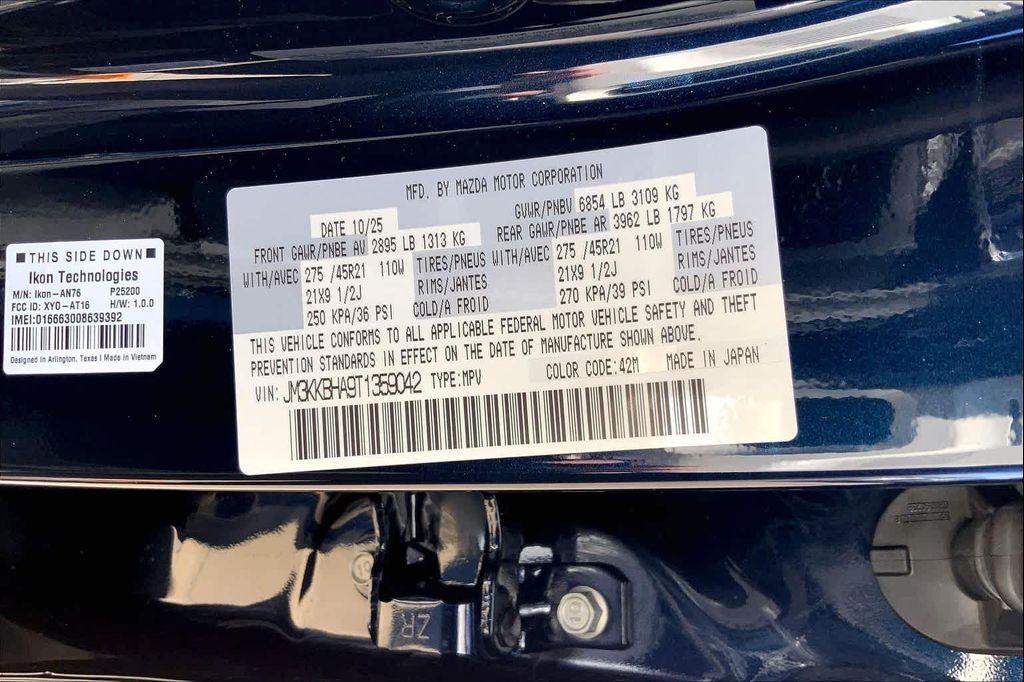 MFD. BY MAZDA MOTOR CORPORATION
DATE 10/25 GVWR/PNBV 6854 LB 3109 KG
FRONT GAWR/PNBE AV 2895 LB 1313 KG REAR GAWR/PNBE AR 3962 LB 1797 KG
WITH/AVEC 275 /45R21 110W TIRES/PNEUS WITH/AVEC 275 /45R21 110W TIRES/PNEUS
21X9 1/2J RIMS/JANTES 21X9 1/2J RIMS/JANTES
250 KPA/36 PSI COLD/A FROID 270 KPA/39 PSI COLD/A FROID
THIS VEHICLE CONFORMS TO ALL APPLICABLE FEDERAL MOTOR VEHICLE SAFETY AND THEFT
PREVENTION STANDARDS IN EFFECT ON THE DATE OF MANUFACTURE SHOWN ABOVE.
VIN: JM3KKBHA9T1359042 TYPE:MPV COLOR CODE:42M MADE IN JAPAN
THIS SIDE DOWN
Ikon Technologies
M/N: Ikon-AN76 P25200
FCC ID: XYO-AT16 H/W: 1.0.0
IMEI:016663008639392
Designed in Arlington, Texas | Made in Vietnam
ZR